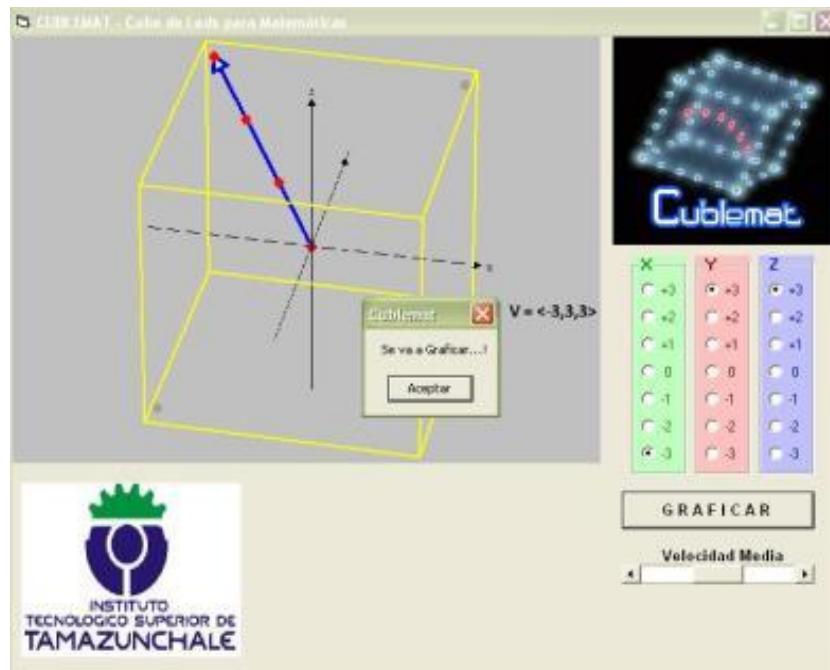 CUBLEMAT - Cubo de Leds para Matemáticas
z
x
Cublemat
V = <-3,3,3>
Se va a Graficar...!
Aceptar
Cublemat
X Y Z
+3 +3 +3
+2 +2 +2
+1 +1 +1
0 0 0
-1 -1 -1
-2 -2 -2
-3 -3 -3
GRAFICAR
Velocidad Media
INSTITUTO
TECNOLOGICO SUPERIOR DE
TAMAZUNCHALE